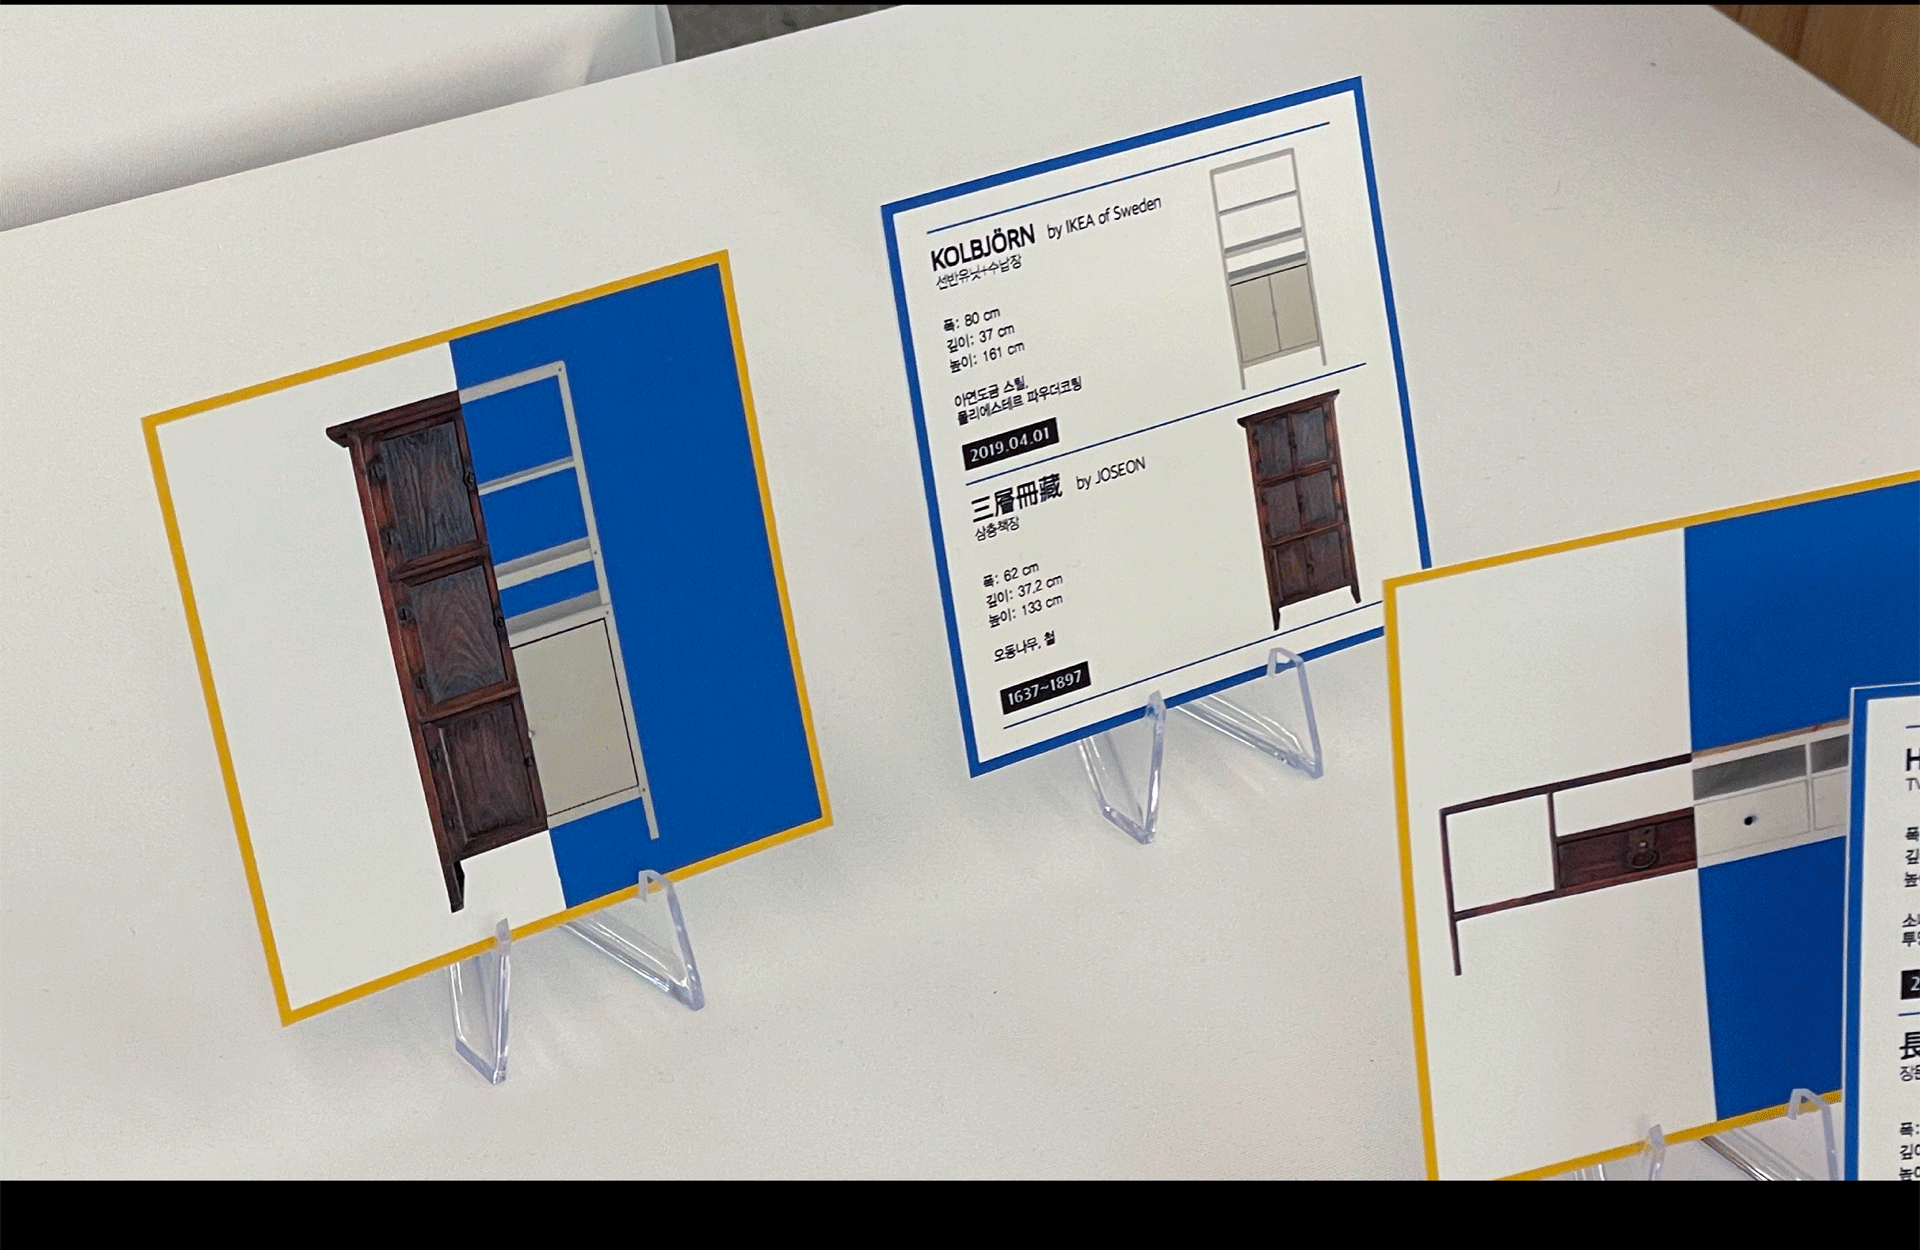 KOLBJÖRN by IKEA of Sweden
선반유닛+수납장
폭: 80 cm
깊이: 37 cm
높이: 161 cm
아연도금 스틸,
폴리에스테르 파우더코팅
2019.04.01
三層冊藏 by JOSEON
삼층책장
폭: 62 cm
깊이: 37.2 cm
높이: 133 cm
오동나무, 철
1637~1897
H
TV
폭
깊
높
소
투
2
長
장
폭:
깊이
높이